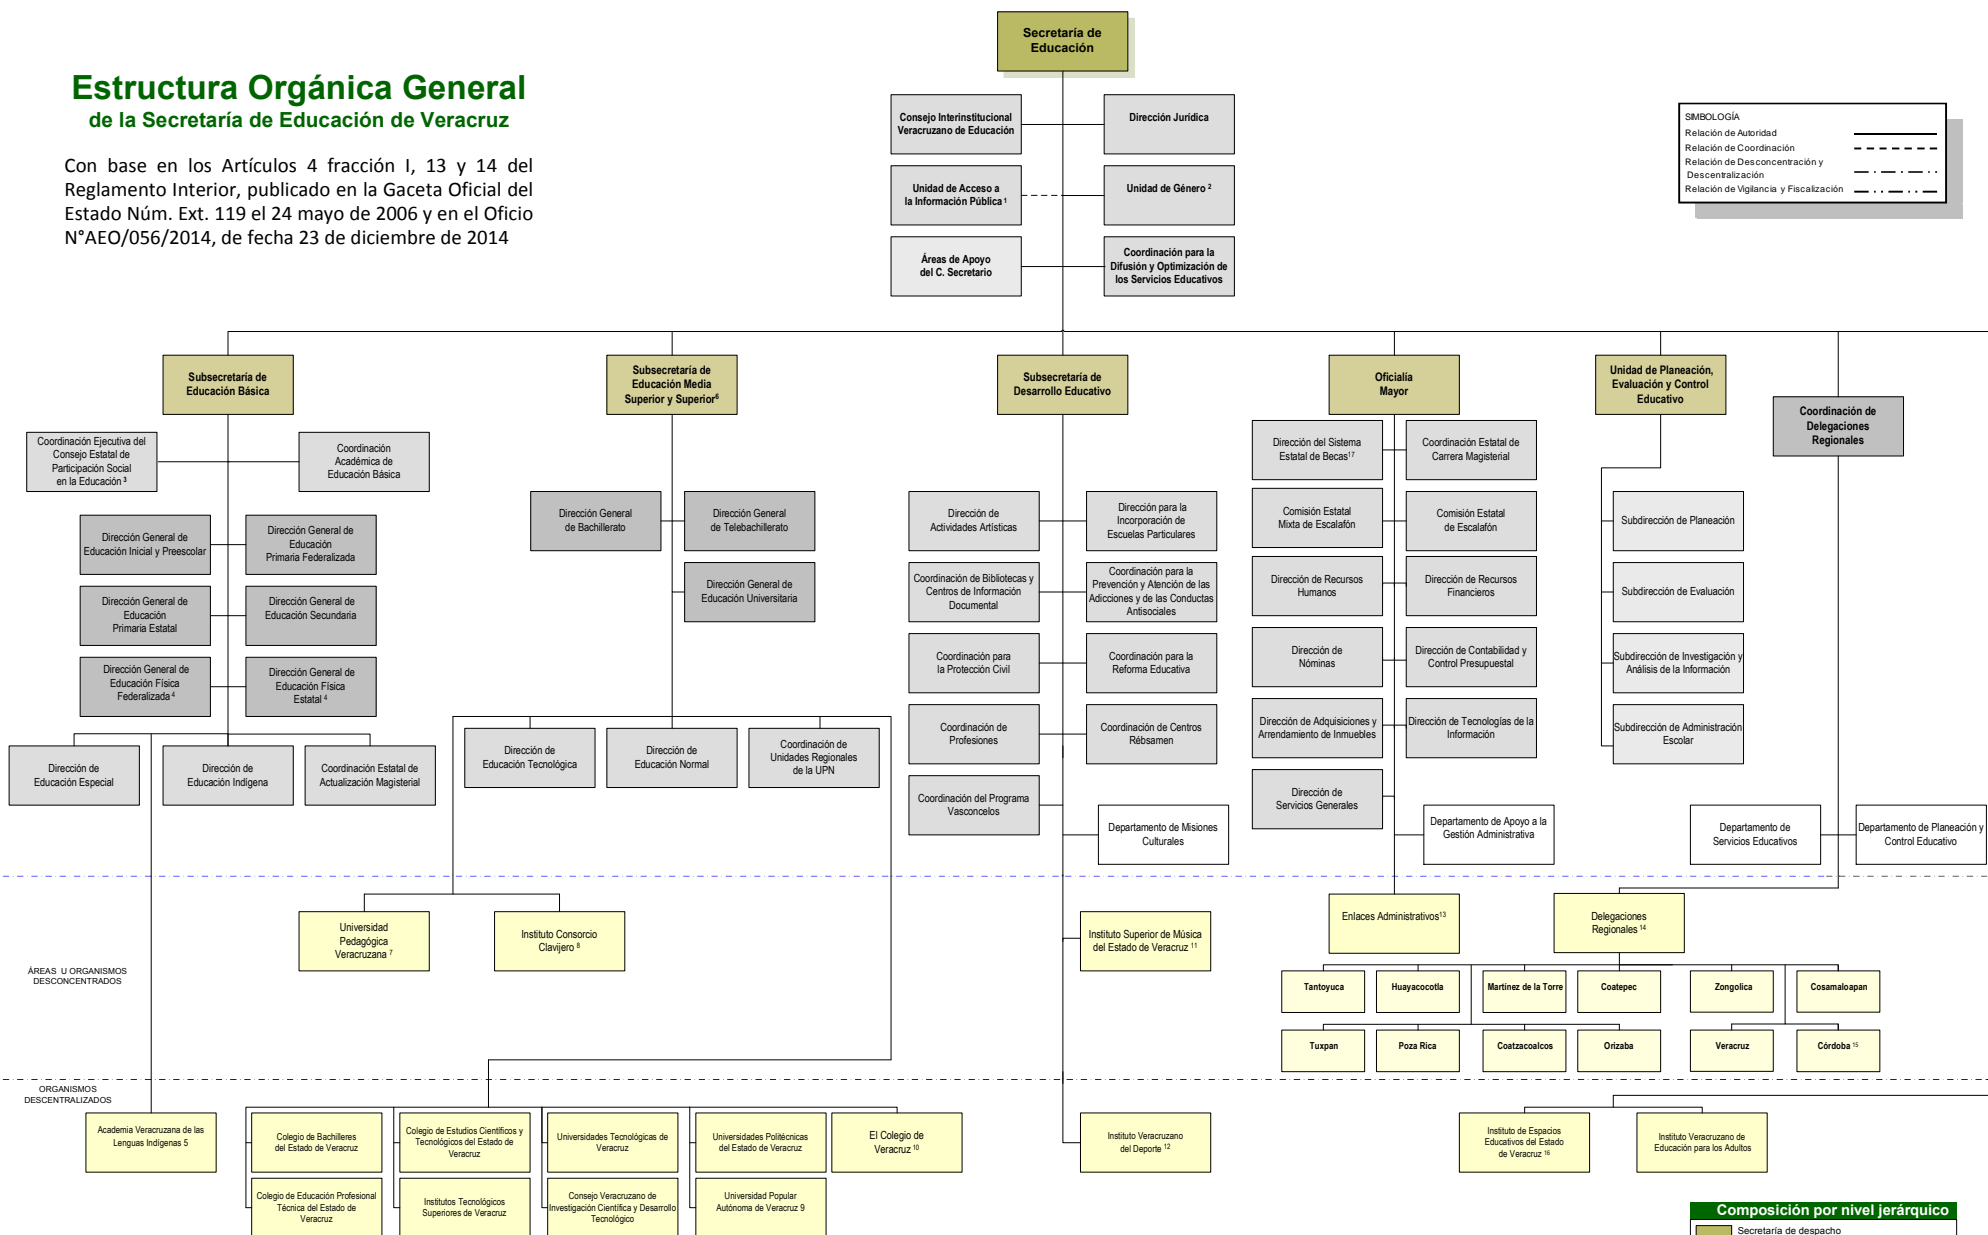 Secretaría de
Educación
Estructura Orgánica General
de la Secretaría de Educación de Veracruz
Con base en los Artículos 4 fracción I, 13 y 14 del
Reglamento Interior, publicado en la Gaceta Oficial del
Estado Núm. Ext. 119 el 24 mayo de 2006 y en el Oficio
N°AEO/056/2014, de fecha 23 de diciembre de 2014
Consejo Interinstitucional
Veracruzano de Educación
Dirección Jurídica
Unidad de Acceso a
la Información Pública 1
Unidad de Género 2
Áreas de Apoyo
del C. Secretario
Coordinación para la
Difusión y Optimización de
los Servicios Educativos
SIMBOLOGÍA
Relación de Autoridad
Relación de Coordinación
Relación de Desconcentración y
Descentralización
Relación de Vigilancia y Fiscalización
Subsecretaría de
Educación Básica
Subsecretaría de
Educación Media
Superior y Superior6
Subsecretaría de
Desarrollo Educativo
Oficialía
Mayor
Unidad de Planeación,
Evaluación y Control
Educativo
Coordinación de
Delegaciones
Regionales
Coordinación Ejecutiva del
Consejo Estatal de
Participación Social
en la Educación 3
Coordinación
Académica de
Educación Básica
Dirección General de
Educación Inicial y Preescolar
Dirección General de
Educación
Primaria Federalizada
Dirección General de
Educación
Primaria Estatal
Dirección General de
Educación Secundaria
Dirección General de
Educación Física
Federalizada 4
Dirección General de
Educación Física
Estatal 4
Dirección de
Educación Especial
Dirección de
Educación Indígena
Coordinación Estatal de
Actualización Magisterial
Dirección General
de Bachillerato
Dirección General
de Telebachillerato
Dirección General de
Educación Universitaria
Dirección de
Educación Tecnológica
Dirección de
Educación Normal
Coordinación de
Unidades Regionales
de la UPN
Dirección de
Actividades Artísticas
Dirección para la
Incorporación de
Escuelas Particulares
Coordinación de Bibliotecas y
Centros de Información
Documental
Coordinación para la
Prevención y Atención de las
Adicciones y de las Conductas
Antisociales
Coordinación para
la Protección Civil
Coordinación para la
Reforma Educativa
Coordinación de
Profesiones
Coordinación de Centros
Rébsamen
Coordinación del Programa
Vasconcelos
Departamento de Misiones
Culturales
Dirección del Sistema
Estatal de Becas17
Coordinación Estatal de
Carrera Magisterial
Comisión Estatal
Mixta de Escalafón
Comisión Estatal
de Escalafón
Dirección de Recursos
Humanos
Dirección de Recursos
Financieros
Dirección de
Nóminas
Dirección de Contabilidad y
Control Presupuestal
Dirección de Adquisiciones y
Arrendamiento de Inmuebles
Dirección de Tecnologías de la
Información
Dirección de
Servicios Generales
Departamento de Apoyo a la
Gestión Administrativa
Subdirección de Planeación
Subdirección de Evaluación
Subdirección de Investigación y
Análisis de la Información
Subdirección de Administración
Escolar
Departamento de
Servicios Educativos
Departamento de Planeación y
Control Educativo
ÁREAS U ORGANISMOS
DESCONCENTRADOS
Universidad
Pedagógica
Veracruzana 7
Instituto Consorcio
Clavijero 8
Instituto Superior de Música
del Estado de Veracruz 11
Enlaces Administrativos13
Delegaciones
Regionales 14
Tantoyuca
Huayacocotla
Martínez de la Torre
Coatepec
Zongolica
Cosamaloapan
Tuxpan
Poza Rica
Coatzacoalcos
Orizaba
Veracruz
Córdoba 15
ORGANISMOS
DESCENTRALIZADOS
Academia Veracruzana de las
Lenguas Indígenas 5
Colegio de Bachilleres
del Estado de Veracruz
Colegio de Estudios Científicos y
Tecnológicos del Estado de
Veracruz
Universidades Tecnológicas de
Veracruz
Universidades Politécnicas
del Estado de Veracruz
El Colegio de
Veracruz 10
Instituto Veracruzano
del Deporte 12
Instituto de Espacios
Educativos del Estado
de Veracruz 16
Instituto Veracruzano de
Educación para los Adultos
Colegio de Educación Profesional
Técnica del Estado de
Veracruz
Institutos Tecnológicos
Superiores de Veracruz
Consejo Veracruzano de
Investigación Científica y Desarrollo
Tecnológico
Universidad Popular
Autónoma de Veracruz 9
Composición por nivel jerárquico
Secretaría de despacho